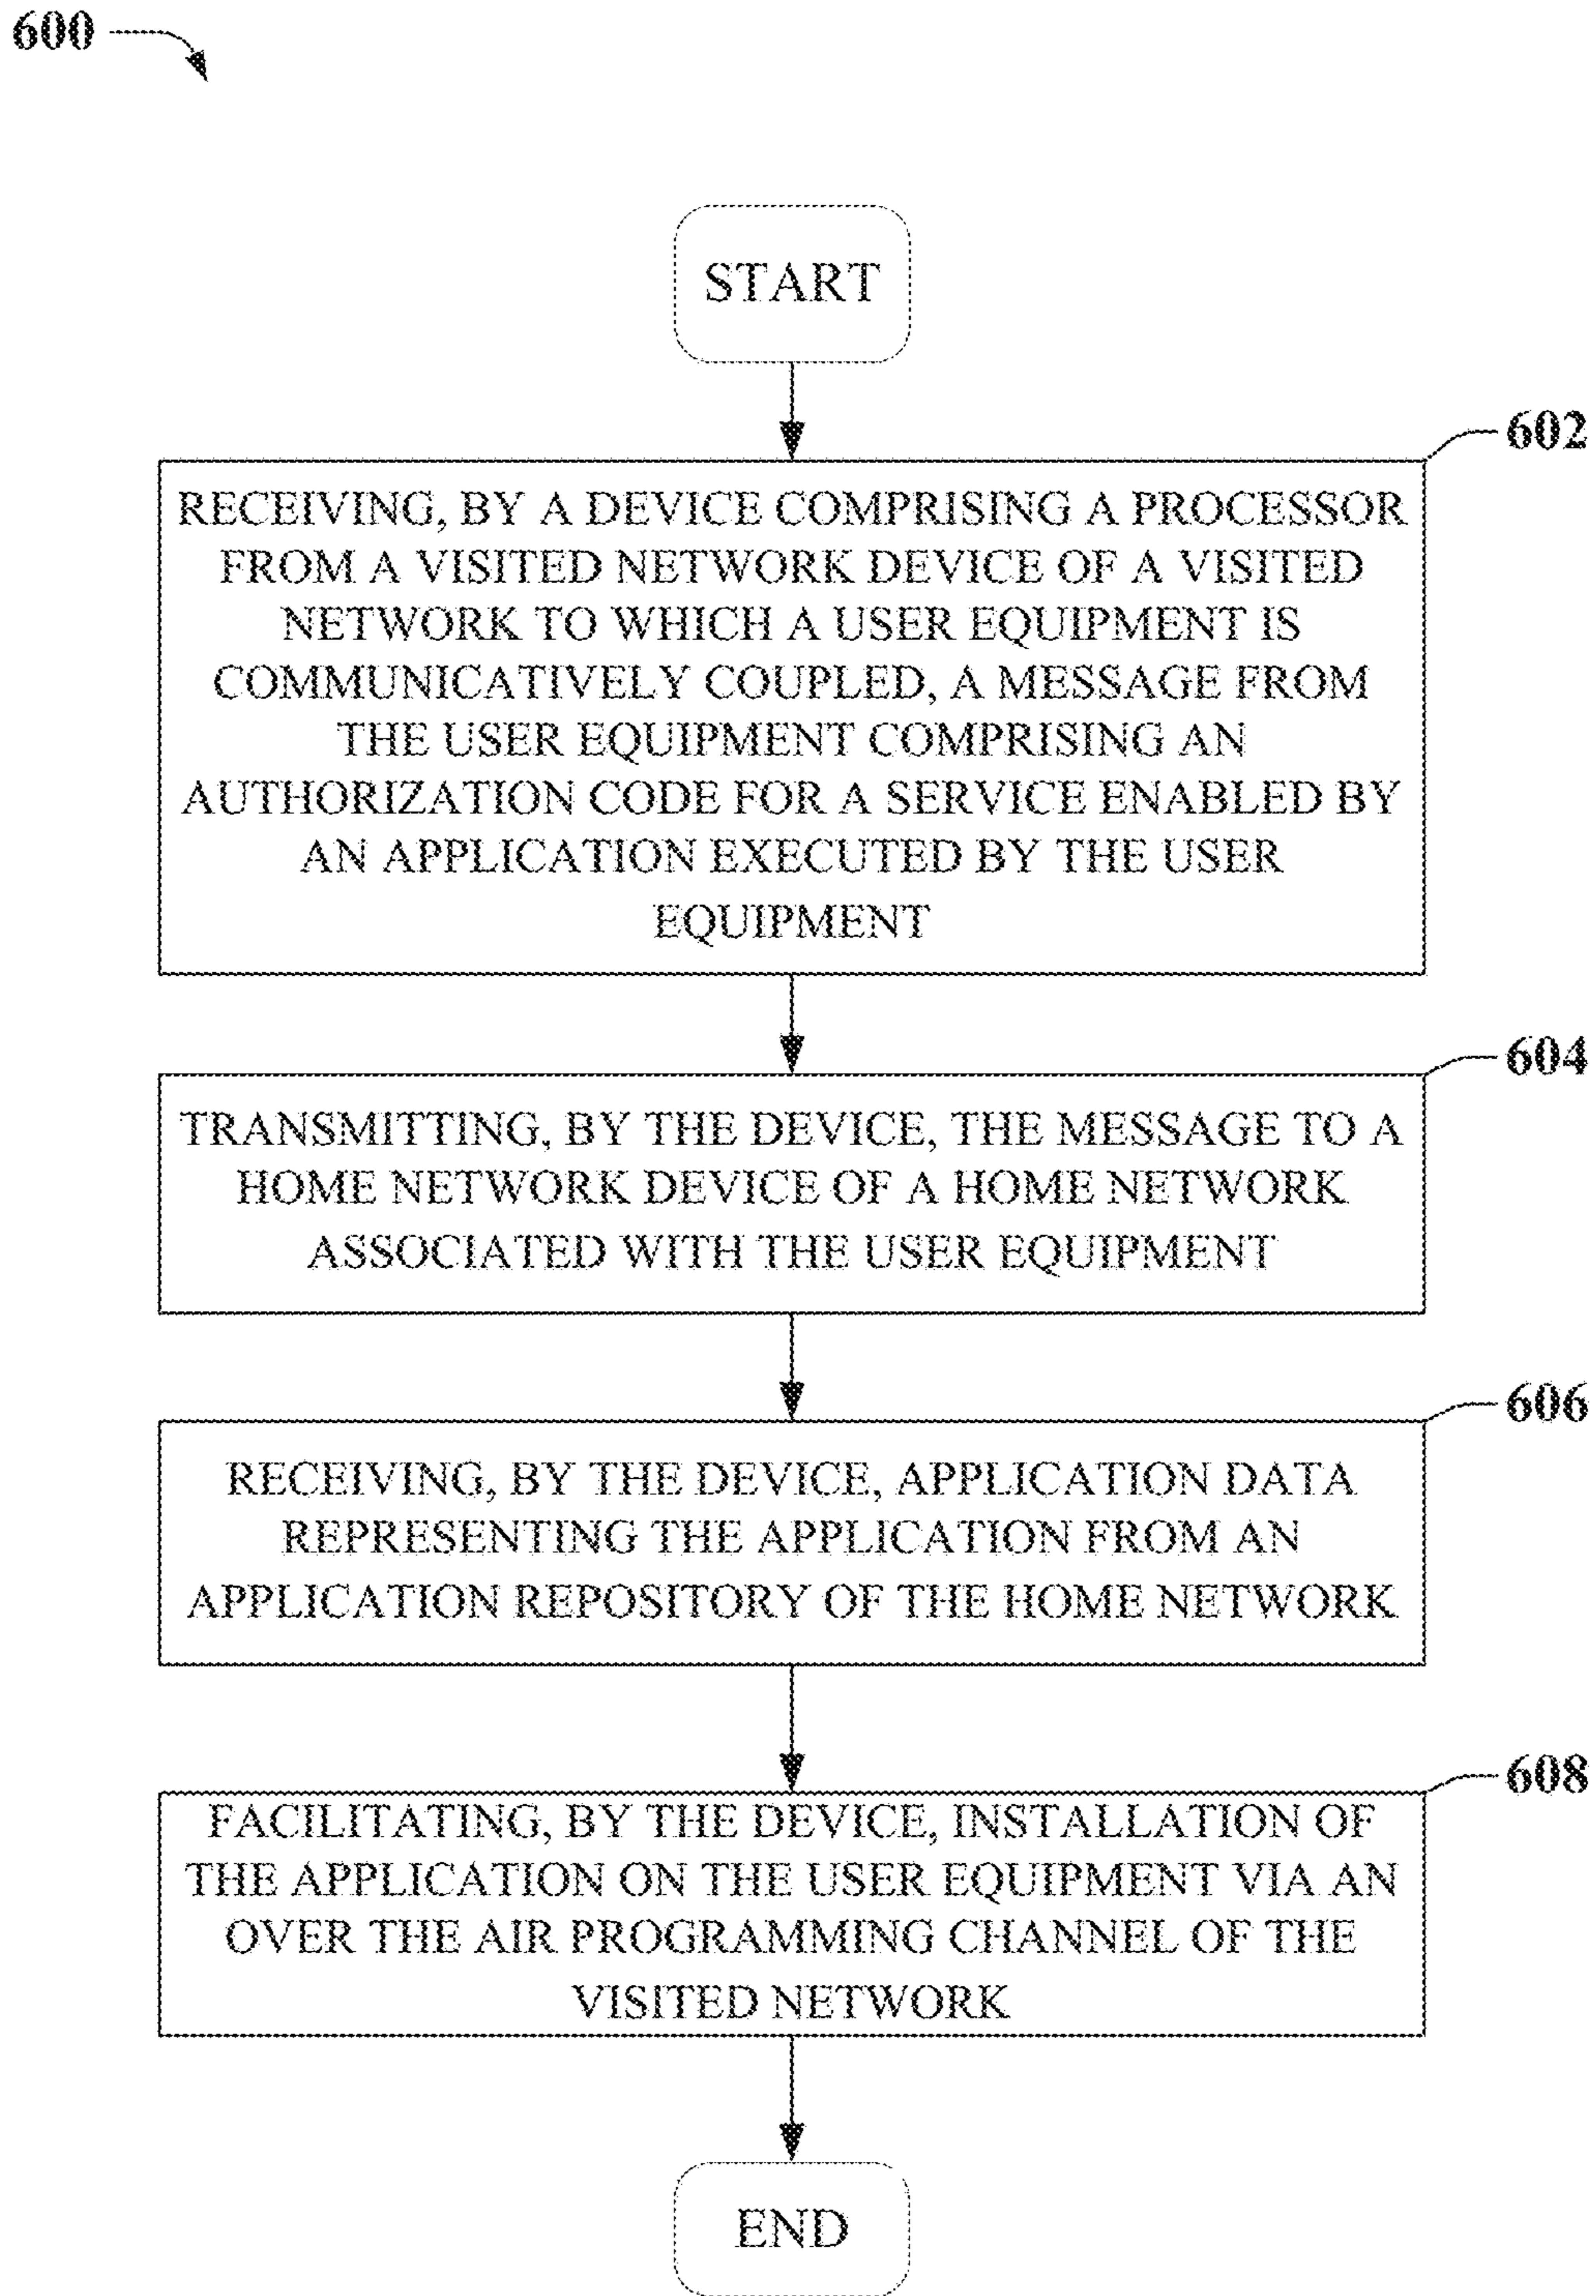 600
START
602
RECEIVING, BY A DEVICE COMPRISING A PROCESSOR
FROM A VISITED NETWORK DEVICE OF A VISITED
NETWORK TO WHICH A USER EQUIPMENT IS
COMMUNICATIVELY COUPLED, A MESSAGE FROM
THE USER EQUIPMENT COMPRISING AN
AUTHORIZATION CODE FOR A SERVICE ENABLED BY
AN APPLICATION EXECUTED BY THE USER
EQUIPMENT
604
TRANSMITTING, BY THE DEVICE, THE MESSAGE TO A
HOME NETWORK DEVICE OF A HOME NETWORK
ASSOCIATED WITH THE USER EQUIPMENT
606
RECEIVING, BY THE DEVICE, APPLICATION DATA
REPRESENTING THE APPLICATION FROM AN
APPLICATION REPOSITORY OF THE HOME NETWORK
608
FACILITATING, BY THE DEVICE, INSTALLATION OF
THE APPLICATION ON THE USER EQUIPMENT VIA AN
OVER THE AIR PROGRAMMING CHANNEL OF THE
VISITED NETWORK
END